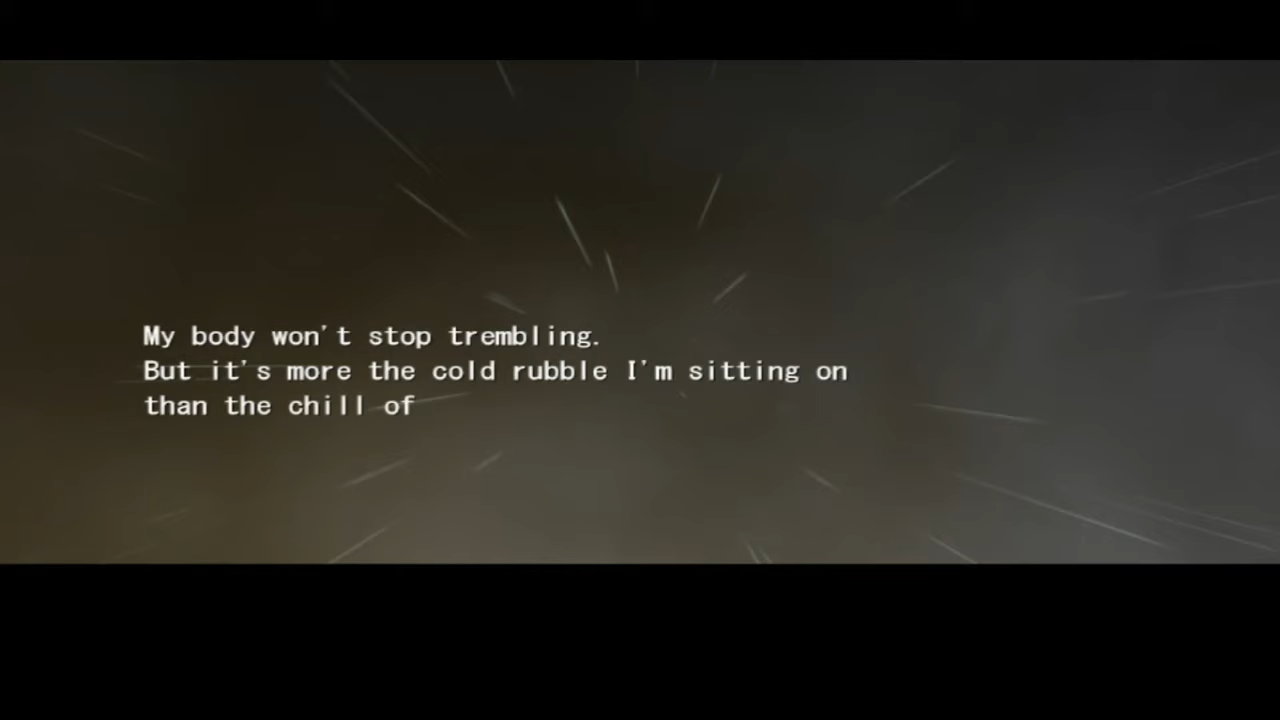 My body won't stop trembling.
But it's more the cold rubble I'm sitting on
than the chill of